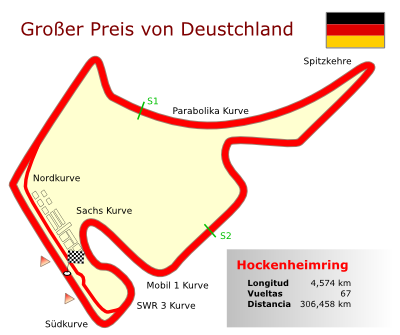 Großer Preis von Deustchland
Spitzkehre
S1
Parabolika Kurve
Nordkurve
Sachs Kurve
S2
Mobil 1 Kurve
SWR 3 Kurve
Südkurve
Hockenheimring
Longitud 4,574 km
Vueltas 67
Distancia 306,458 km